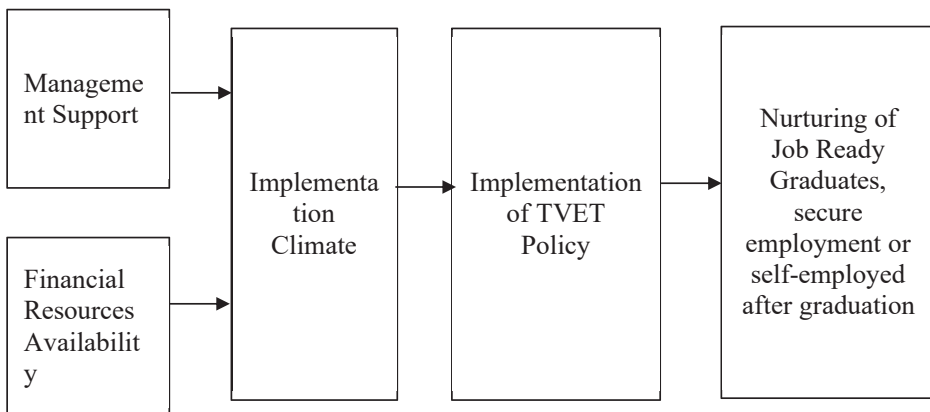 Manageme
nt Support
Financial
Resources
Availabilit
y
Implementa
tion
Climate
Implementation
of TVET
Policy
Nurturing of
Job Ready
Graduates,
secure
employment or
self-employed
after graduation